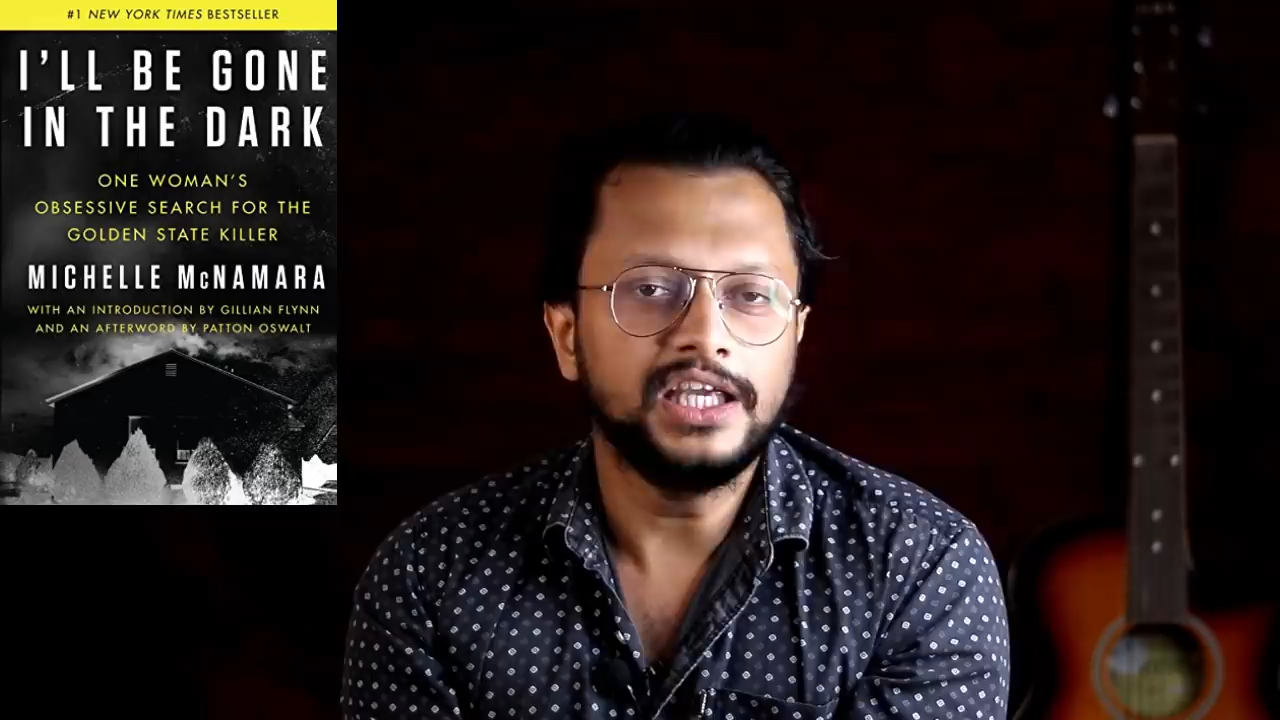 #1 NEW YORK TIMES BESTSELLER
I'LL BE GONE
IN THE DARK
ONE WOMAN'S
OBSESSIVE SEARCH FOR THE
GOLDEN STATE KILLER
MICHELLE McNAMARA
WITH AN INTRODUCTION BY GILLIAN FLYNN
AND AN AFTERWORD BY PATTON OSWALT